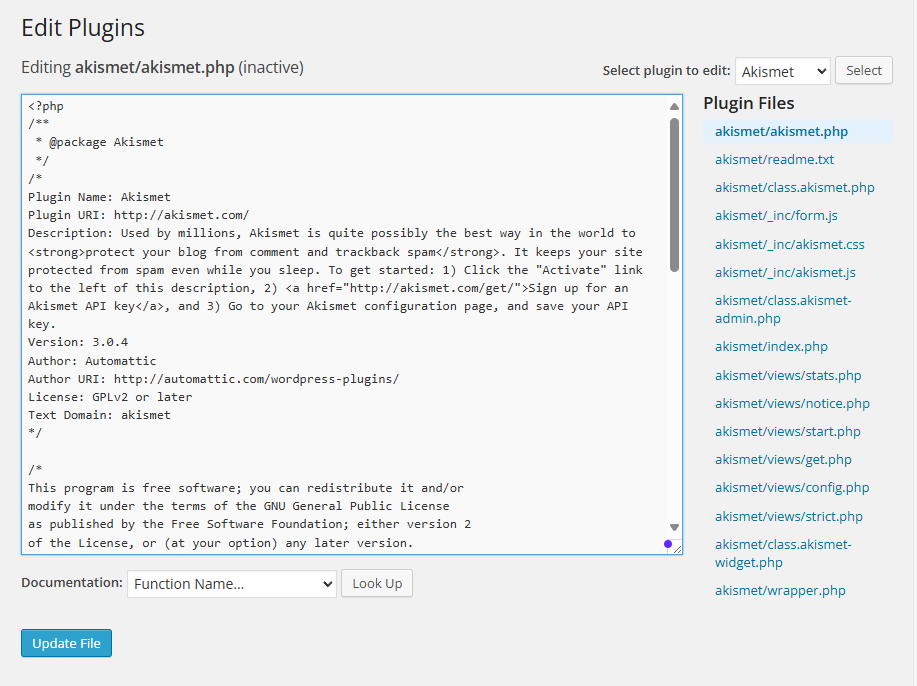 Edit Plugins
Editing akismet/akismet.php (inactive)
Select plugin to edit: Akismet Select
<?php
/**
 * @package Akismet
 */
/*
Plugin Name: Akismet
Plugin URI: http://akismet.com/
Description: Used by millions, Akismet is quite possibly the best way in the world to
<strong>protect your blog from comment and trackback spam</strong>. It keeps your site
protected from spam even while you sleep. To get started: 1) Click the "Activate" link
to the left of this description, 2) <a href="http://akismet.com/get/">Sign up for an
Akismet API key</a>, and 3) Go to your Akismet configuration page, and save your API
key.
Version: 3.0.4
Author: Automattic
Author URI: http://automattic.com/wordpress-plugins/
License: GPLv2 or later
Text Domain: akismet
*/
/*
This program is free software; you can redistribute it and/or
modify it under the terms of the GNU General Public License
as published by the Free Software Foundation; either version 2
of the License, or (at your option) any later version.
Plugin Files
akismet/akismet.php
akismet/readme.txt
akismet/class.akismet.php
akismet/_inc/form.js
akismet/_inc/akismet.css
akismet/_inc/akismet.js
akismet/class.akismet-
admin.php
akismet/index.php
akismet/views/stats.php
akismet/views/notice.php
akismet/views/start.php
akismet/views/get.php
akismet/views/config.php
akismet/views/strict.php
akismet/class.akismet-
widget.php
akismet/wrapper.php
Documentation: Function Name... Look Up
Update File